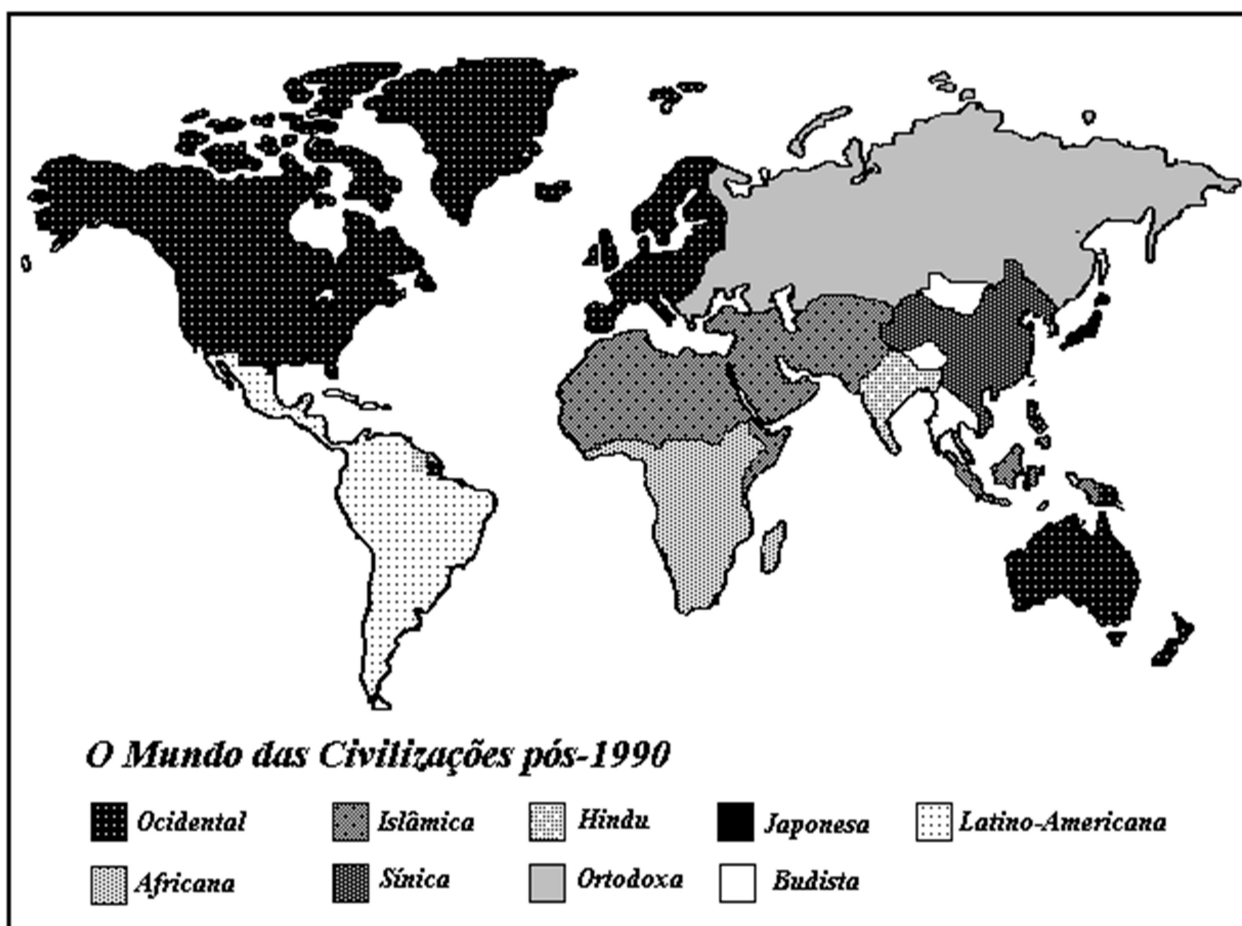 O Mundo das Civilizações pós-1990
Ocidental Islâmica Hindu Japonesa Latino-Americana
Africana Sínica Ortodoxa Budista